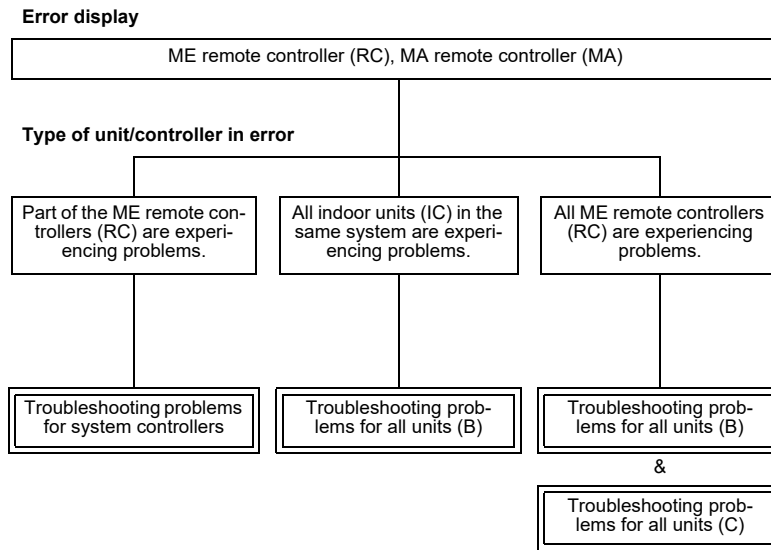 Error display
ME remote controller (RC), MA remote controller (MA)
Type of unit/controller in error
Part of the ME remote con-
trollers (RC) are experi-
encing problems.
All indoor units (IC) in the
same system are experi-
encing problems.
All ME remote controllers
(RC) are experiencing
problems.
Troubleshooting problems
for system controllers
Troubleshooting prob-
lems for all units (B)
Troubleshooting prob-
lems for all units (B)
&
Troubleshooting prob-
lems for all units (C)